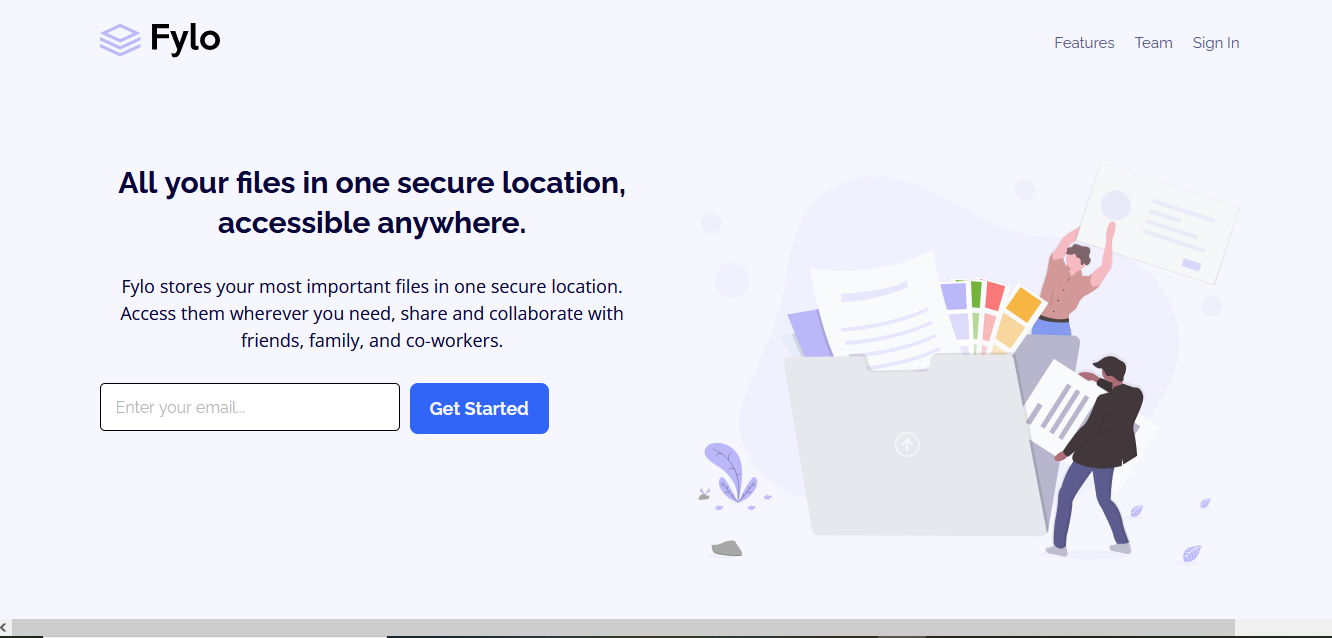 Fylo
Features Team Sign In
All your files in one secure location,
accessible anywhere.
Fylo stores your most important files in one secure location.
Access them wherever you need, share and collaborate with
friends, family, and co-workers.
Enter your email...
Get Started